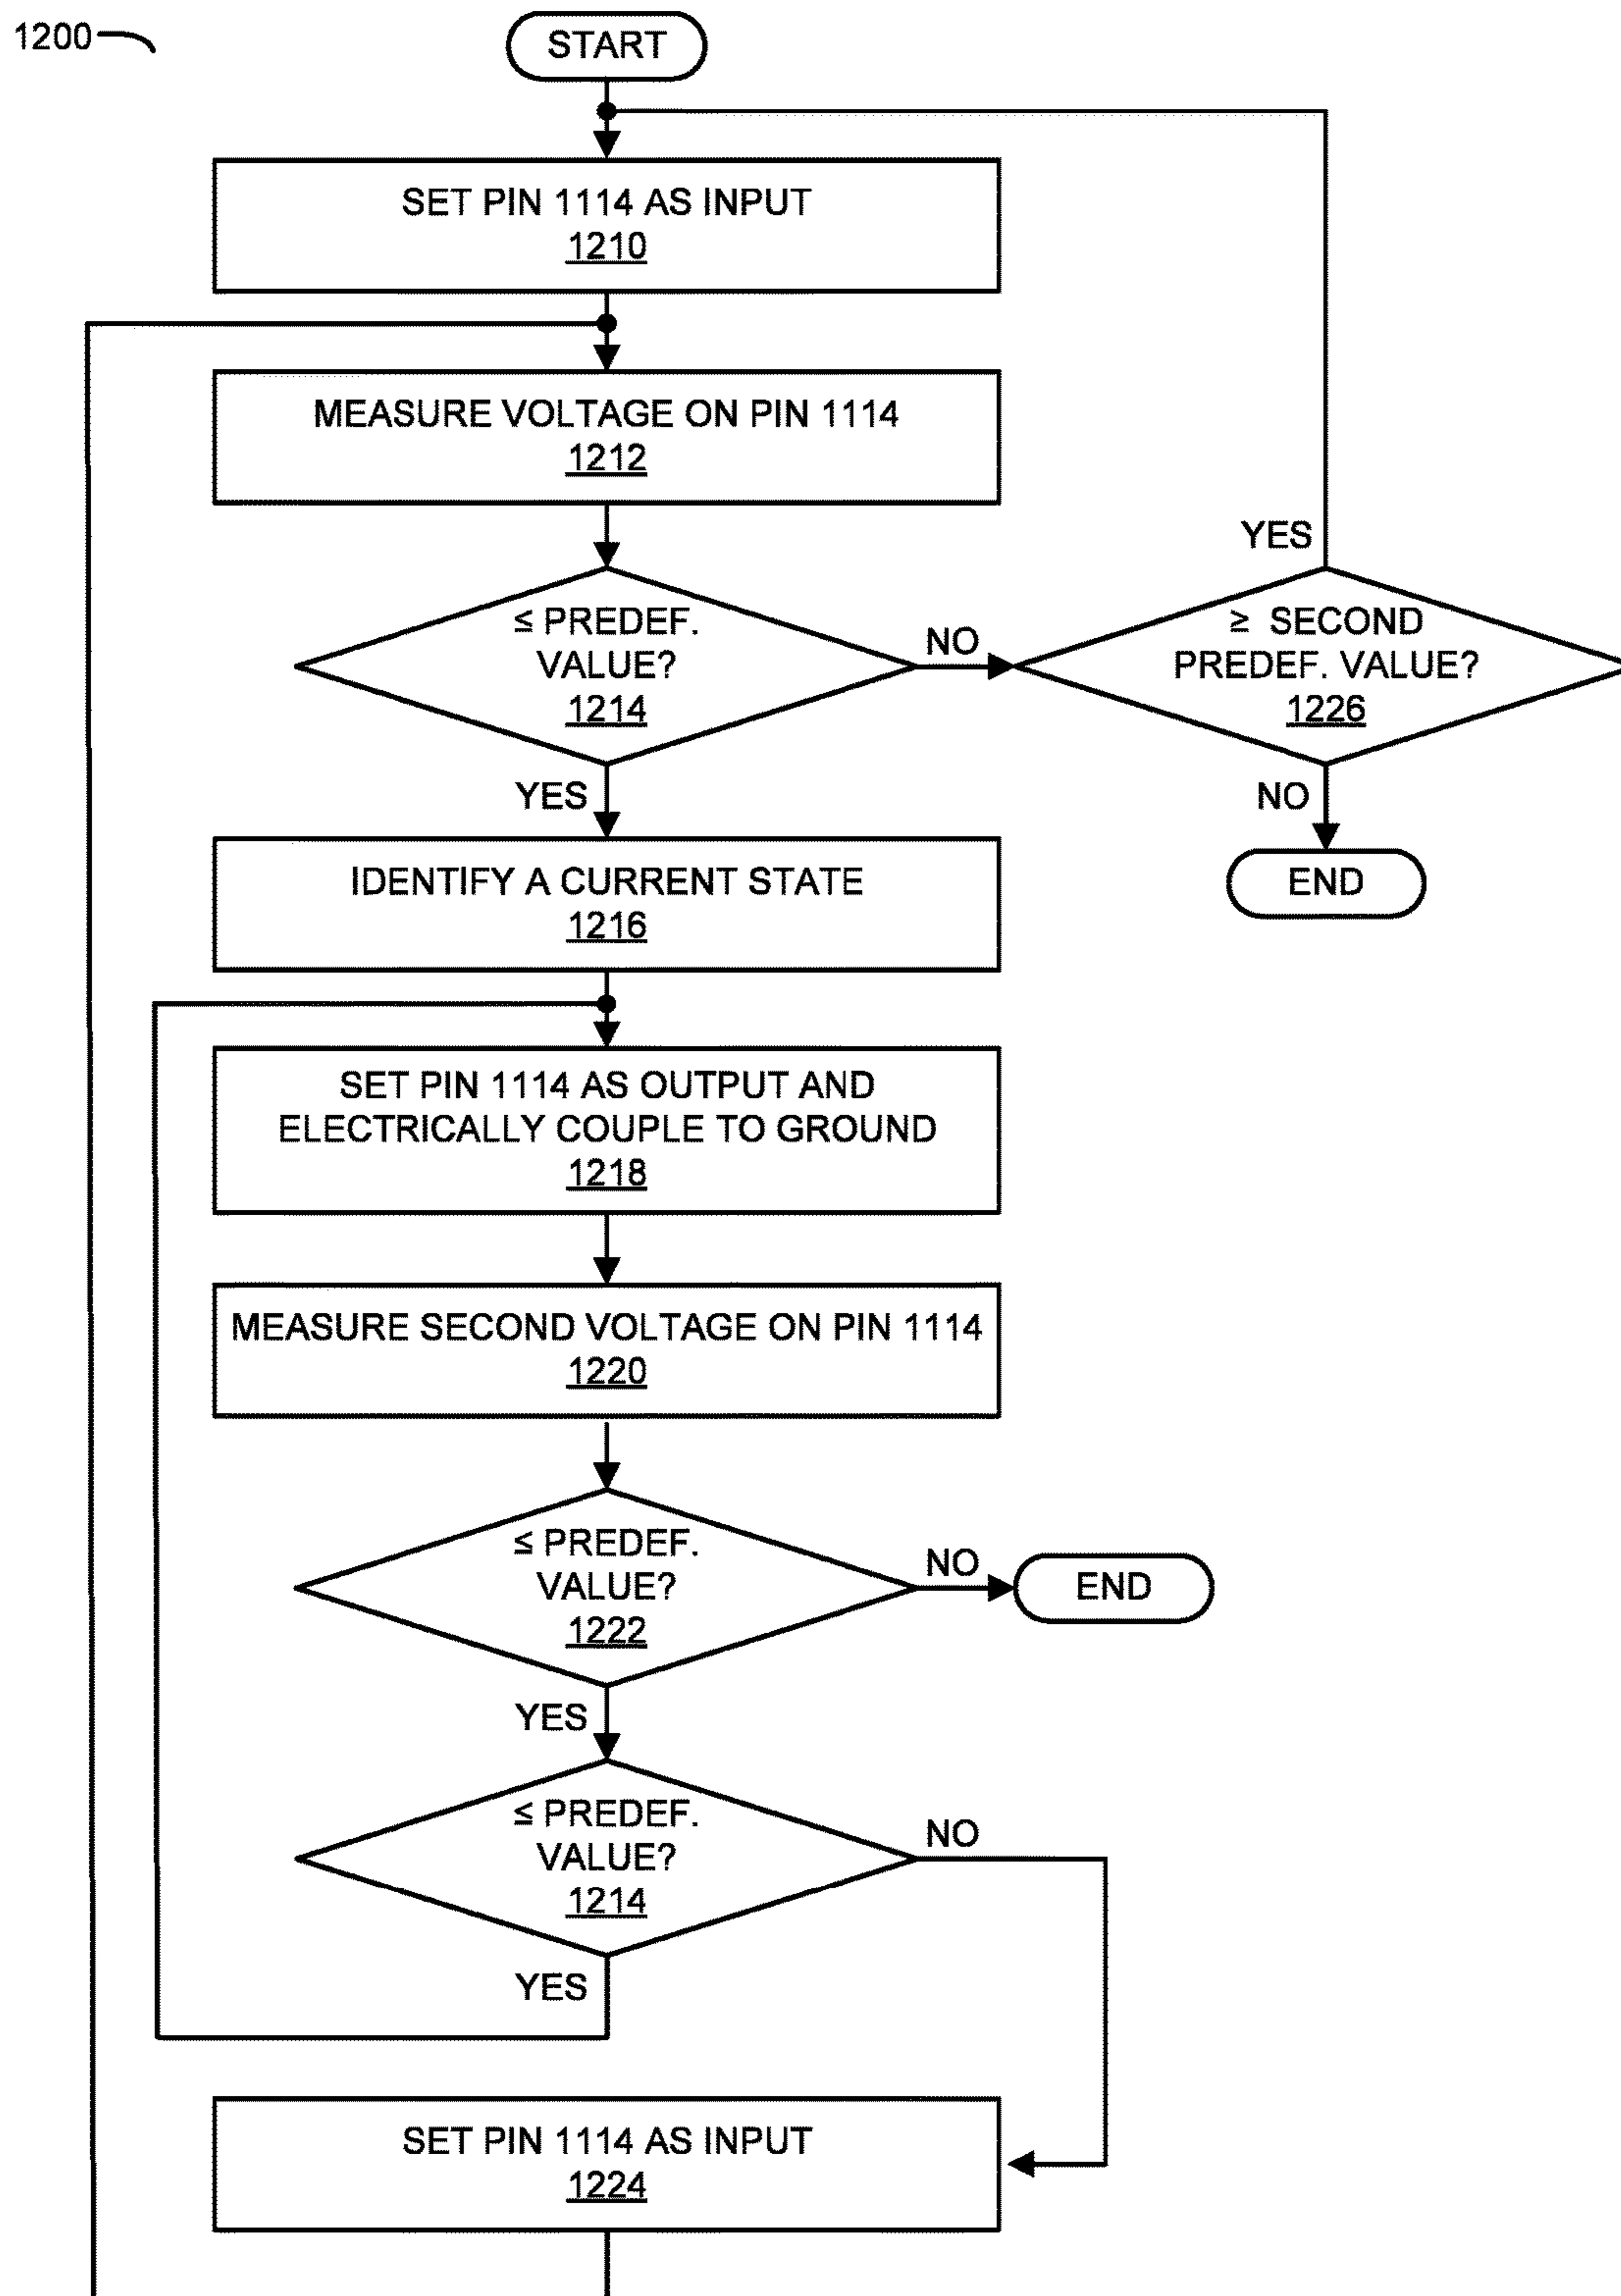 1200
START
SET PIN 1114 AS INPUT
1210
MEASURE VOLTAGE ON PIN 1114
1212
YES
≤ PREDEF.
VALUE?
1214
NO
≥ SECOND
PREDEF. VALUE?
1226
YES
NO
IDENTIFY A CURRENT STATE
1216
END
SET PIN 1114 AS OUTPUT AND
ELECTRICALLY COUPLE TO GROUND
1218
MEASURE SECOND VOLTAGE ON PIN 1114
1220
≤ PREDEF.
VALUE?
1222
NO
END
YES
≤ PREDEF.
VALUE?
1214
NO
YES
SET PIN 1114 AS INPUT
1224